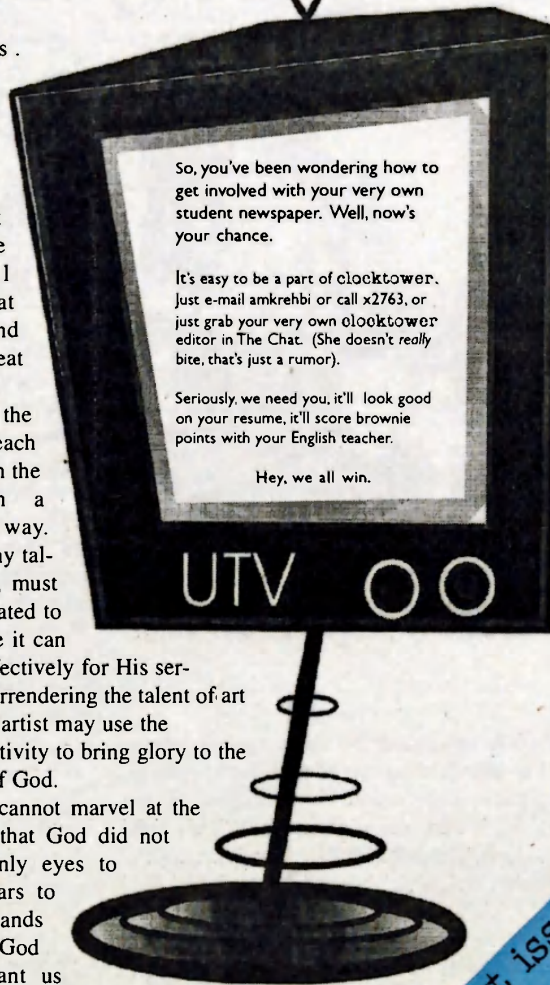 s .
e
l
at
nd
eat
the
each
n the
n a
way.
ny tal-
, must
ated to
e it can
fectively for His ser-
rrendering the talent of art
artist may use the
tivity to bring glory to the
f God.
cannot marvel at the
that God did not
nly eyes to
ars to
ands
God
ant us
So, you've been wondering how to
get involved with your very own
student newspaper. Well, now's
your chance.
It's easy to be a part of clocktower.
Just e-mail amkrehbi or call x2763, or
just grab your very own clocktower
editor in The Chat. (She doesn't really
bite, that's just a rumor).
Seriously, we need you, it'll look good
on your resume, it'll score brownie
points with your English teacher.
Hey, we all win.
UTV
iss